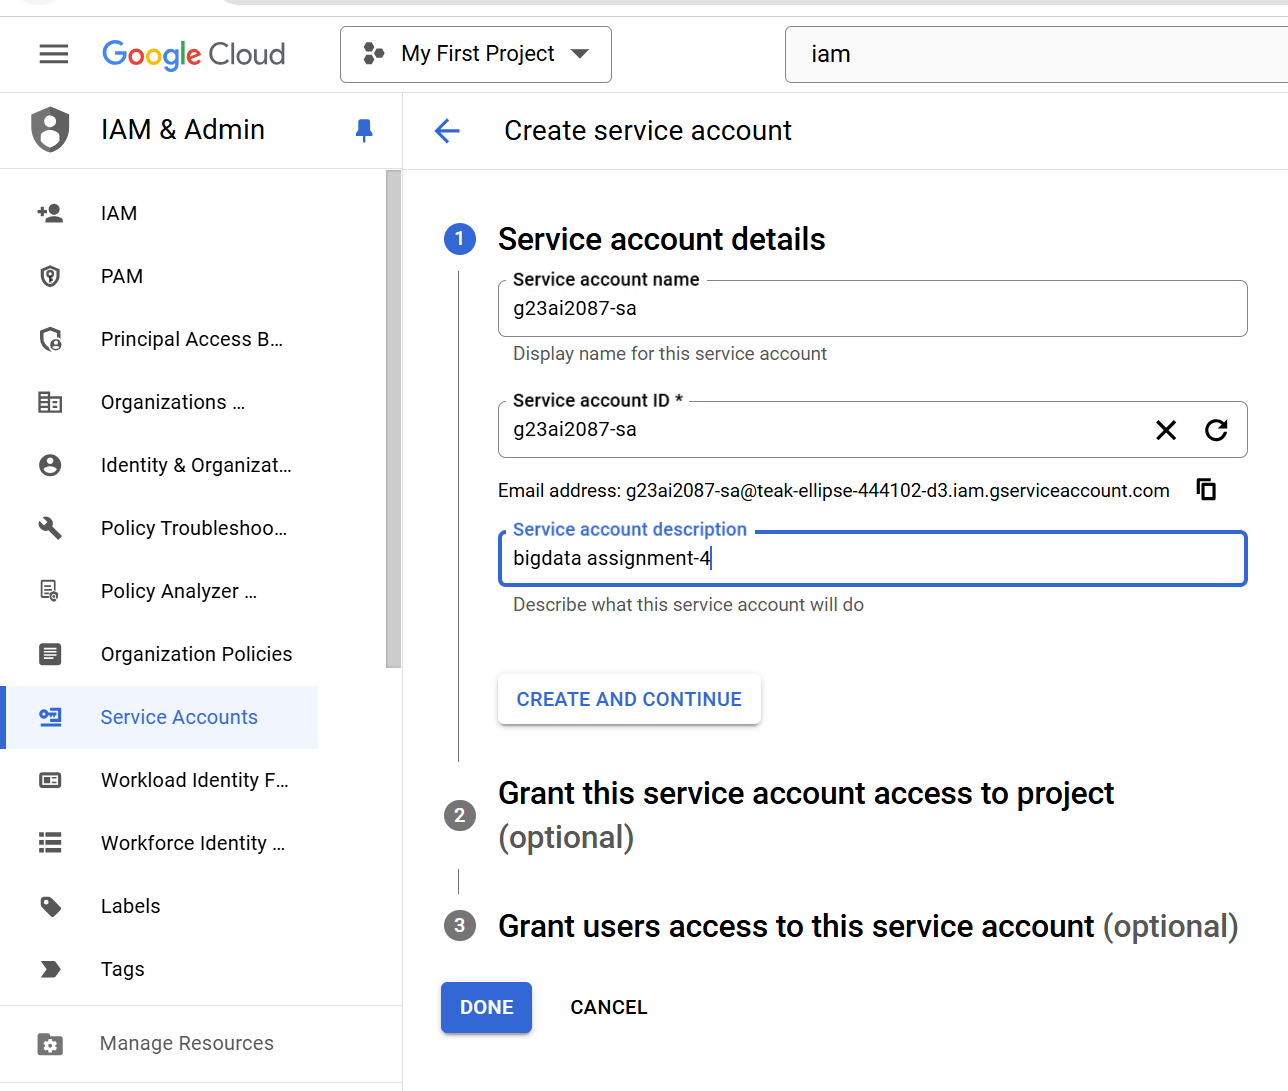 Google Cloud
My First Project
iam
IAM & Admin
Create service account
IAM
PAM
Principal Access B...
Organizations ...
Identity & Organizat...
Policy Troubleshoo...
Policy Analyzer ...
Organization Policies
Service Accounts
Workload Identity F...
Workforce Identity ...
Labels
Tags
Manage Resources
1
Service account details
Service account name
g23ai2087-sa
Display name for this service account
Service account ID *
g23ai2087-sa
Email address: g23ai2087-sa@teak-ellipse-444102-d3.iam.gserviceaccount.com
Service account description
bigdata assignment-4
Describe what this service account will do
CREATE AND CONTINUE
2
Grant this service account access to project
(optional)
3
Grant users access to this service account (optional)
DONE
CANCEL